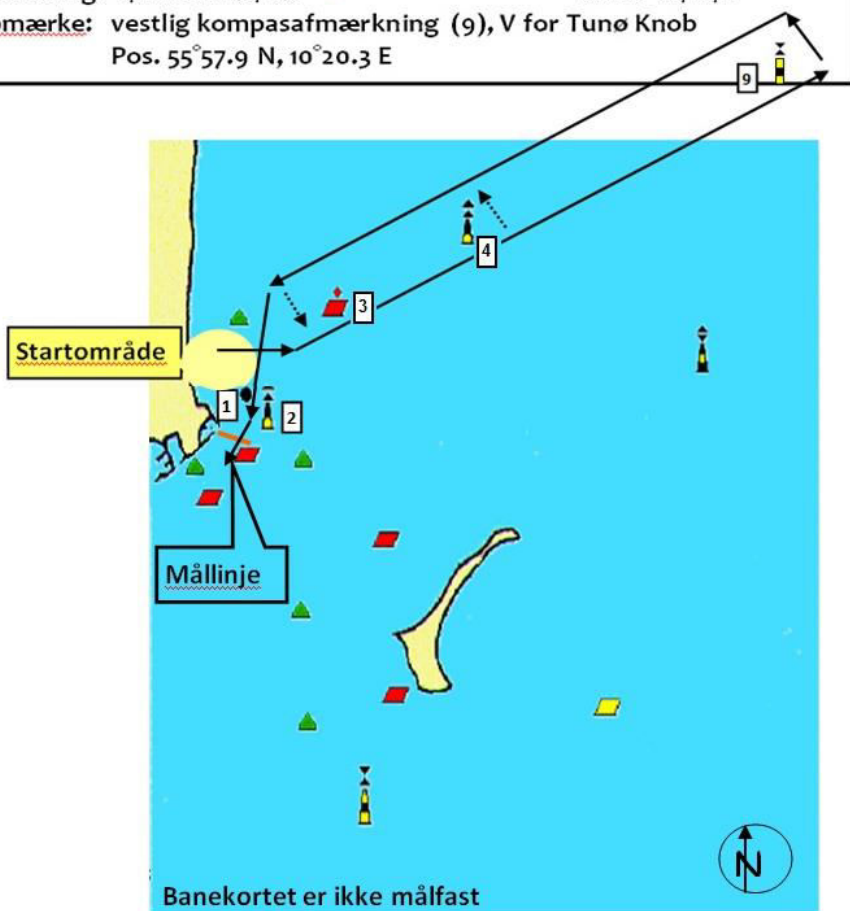 mærke: vestlig kompasafmærkning (9), V for Tunø Knob
Pos. 55°57.9 N, 10°20.3 E
9
4
3
Startområde
1
2
Mållinje
N
Banekortet er ikke målfast